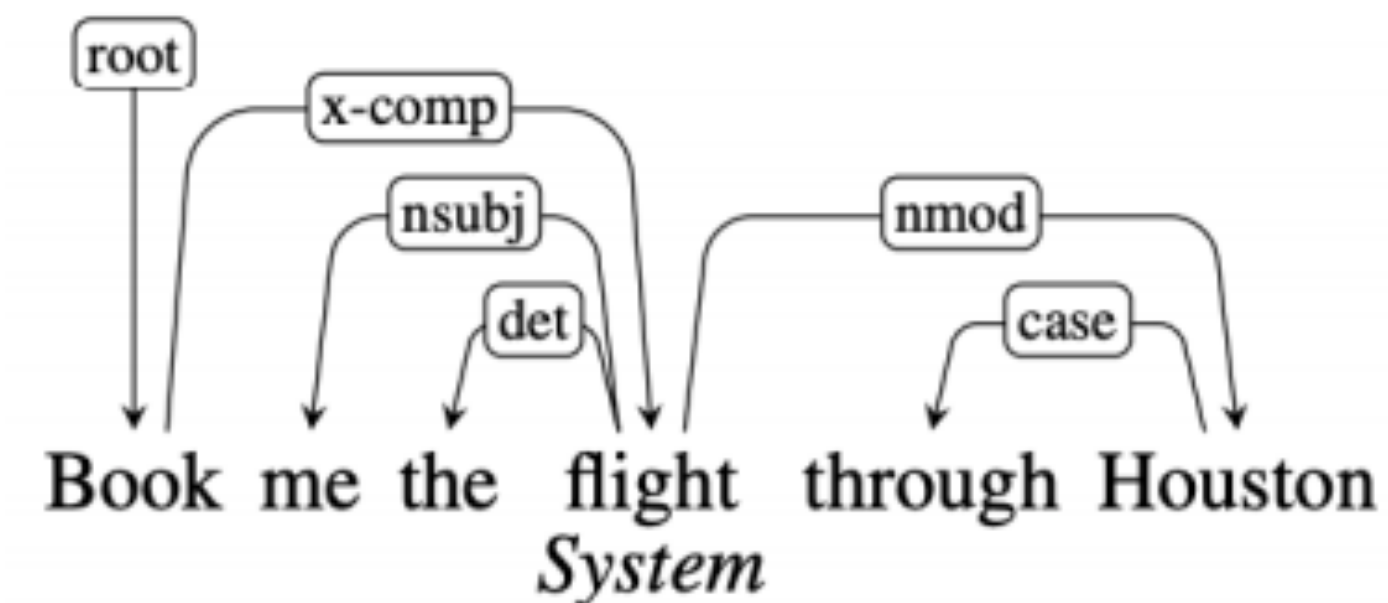 root
x-comp
nsubj nmod
det case
Book me the flight through Houston
System